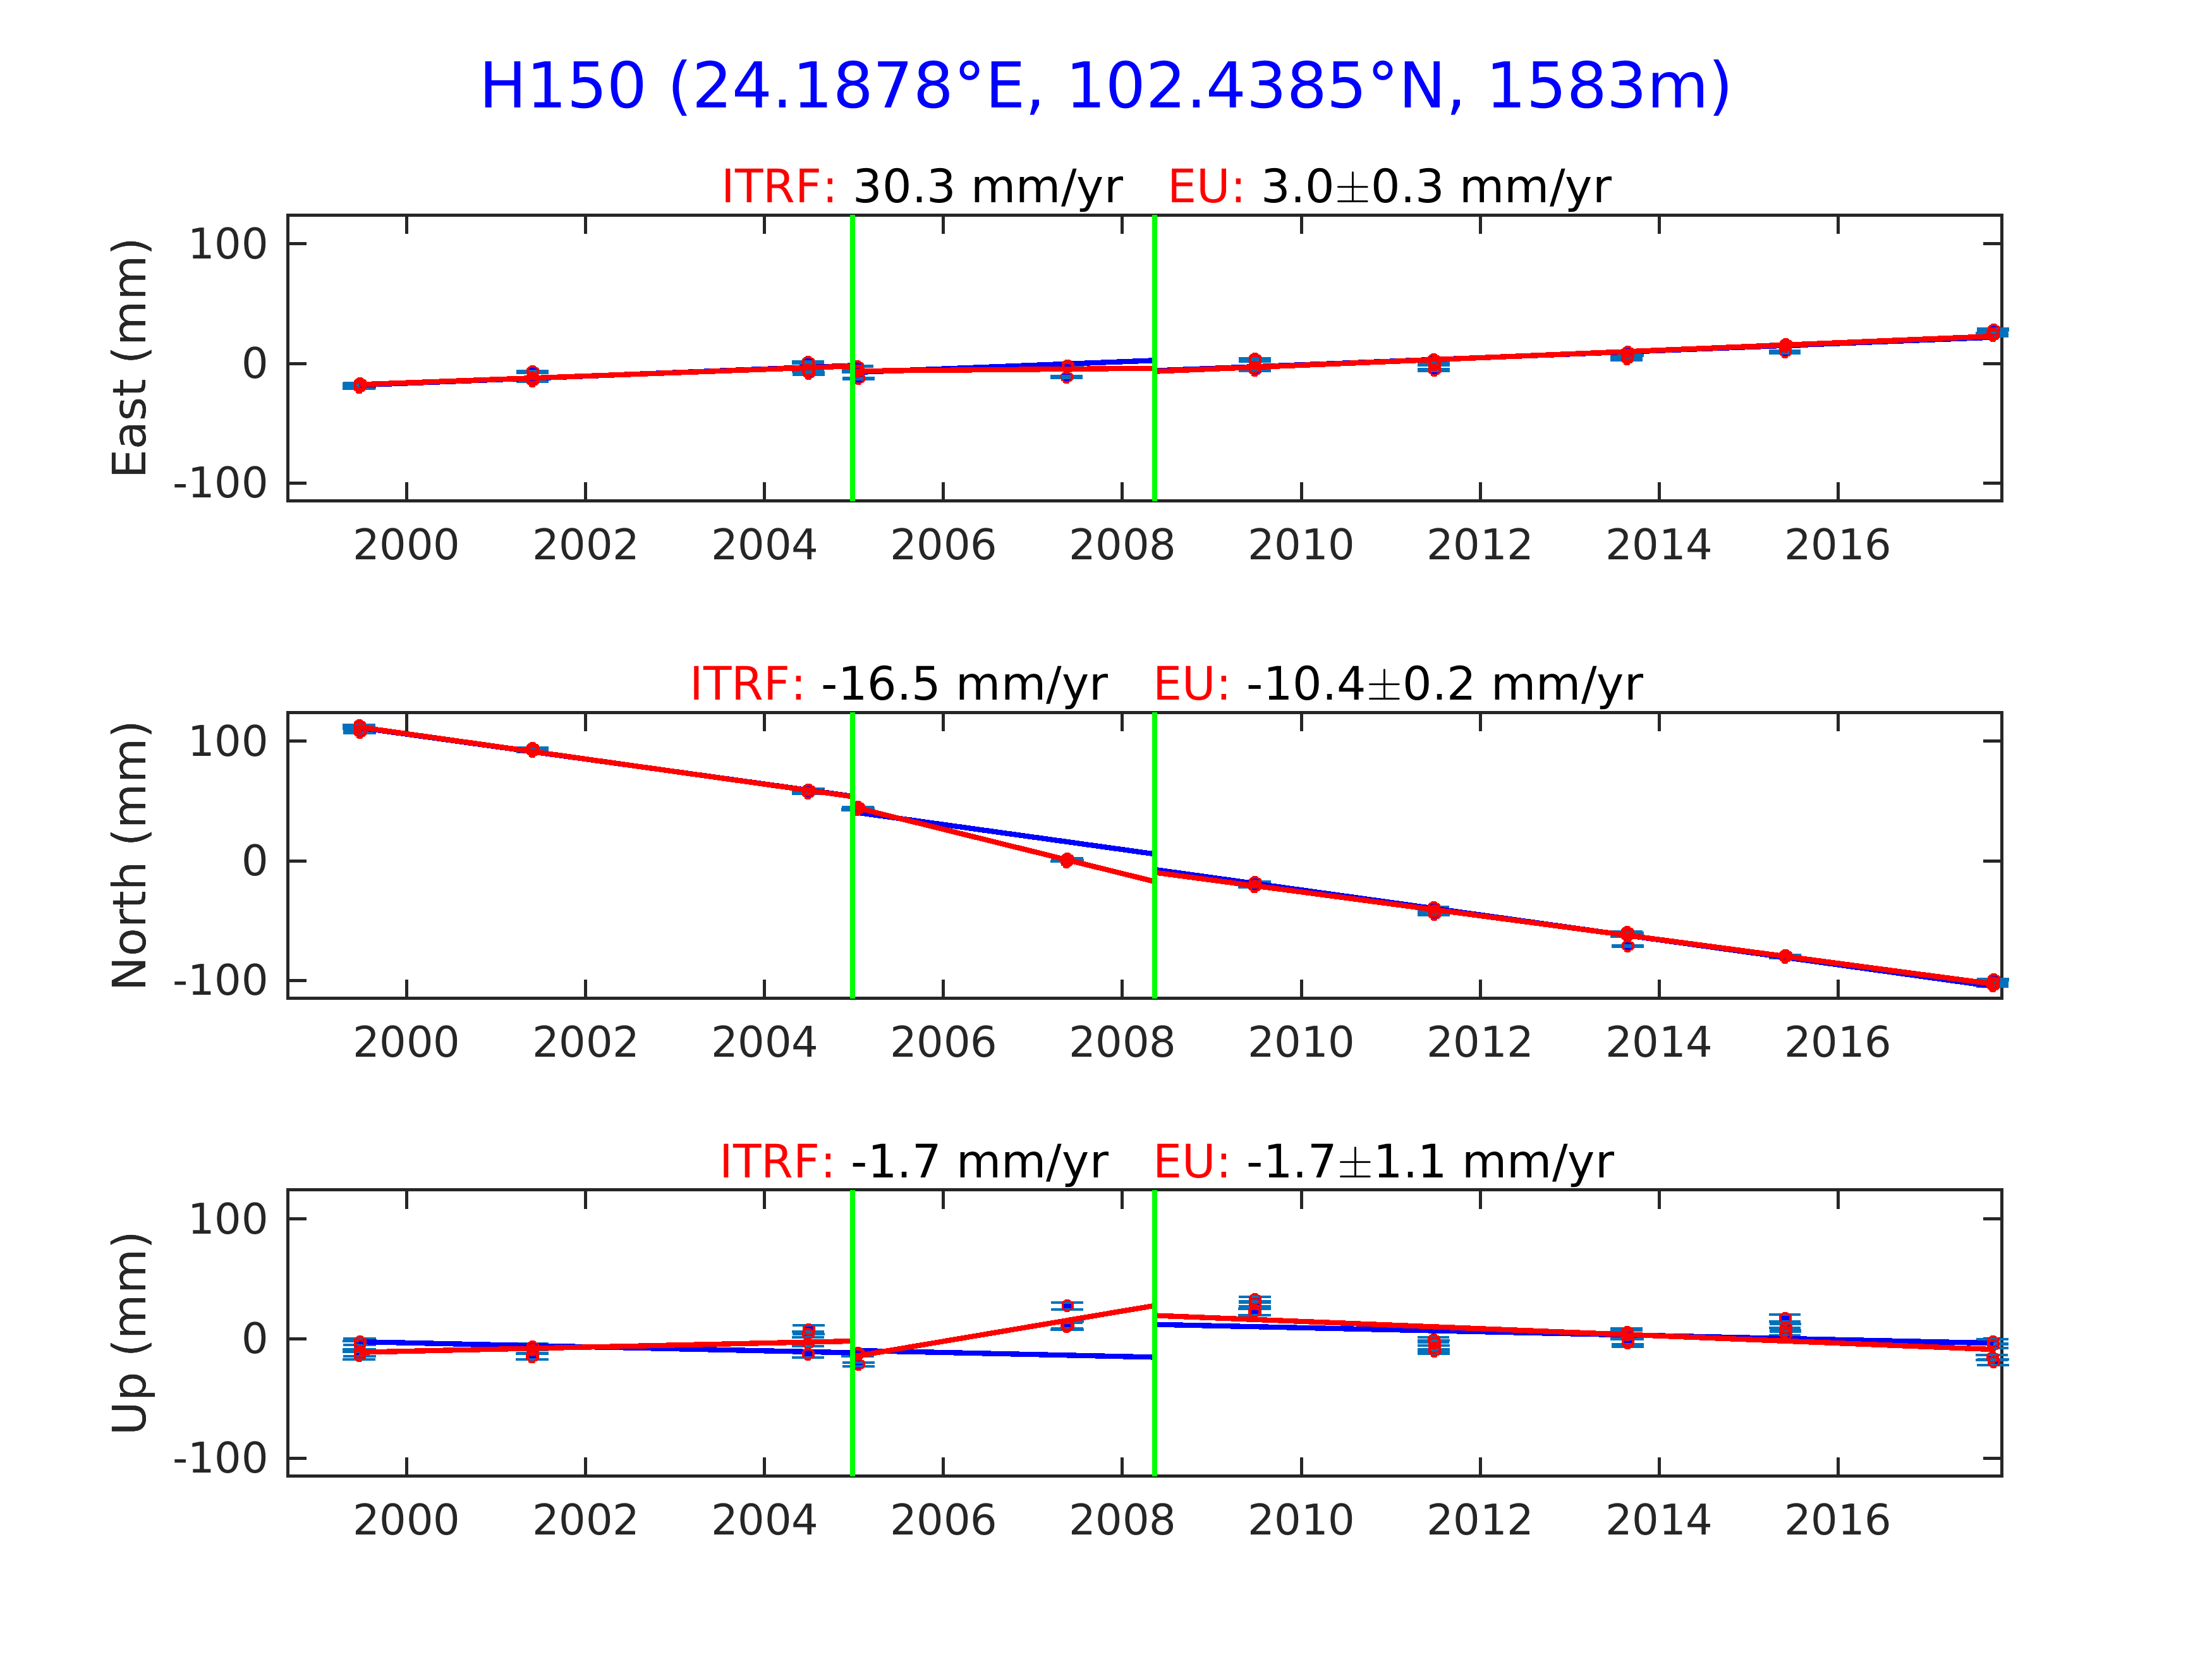 H150 (24.1878°E, 102.4385°N, 1583m)
ITRF: 30.3 mm/yr EU: 3.0±0.3 mm/yr
East (mm)
100
0
-100
2000 2002 2004 2006 2008 2010 2012 2014 2016
ITRF: -16.5 mm/yr EU: -10.4±0.2 mm/yr
North (mm)
100
0
-100
2000 2002 2004 2006 2008 2010 2012 2014 2016
ITRF: -1.7 mm/yr EU: -1.7±1.1 mm/yr
Up (mm)
100
0
-100
2000 2002 2004 2006 2008 2010 2012 2014 2016